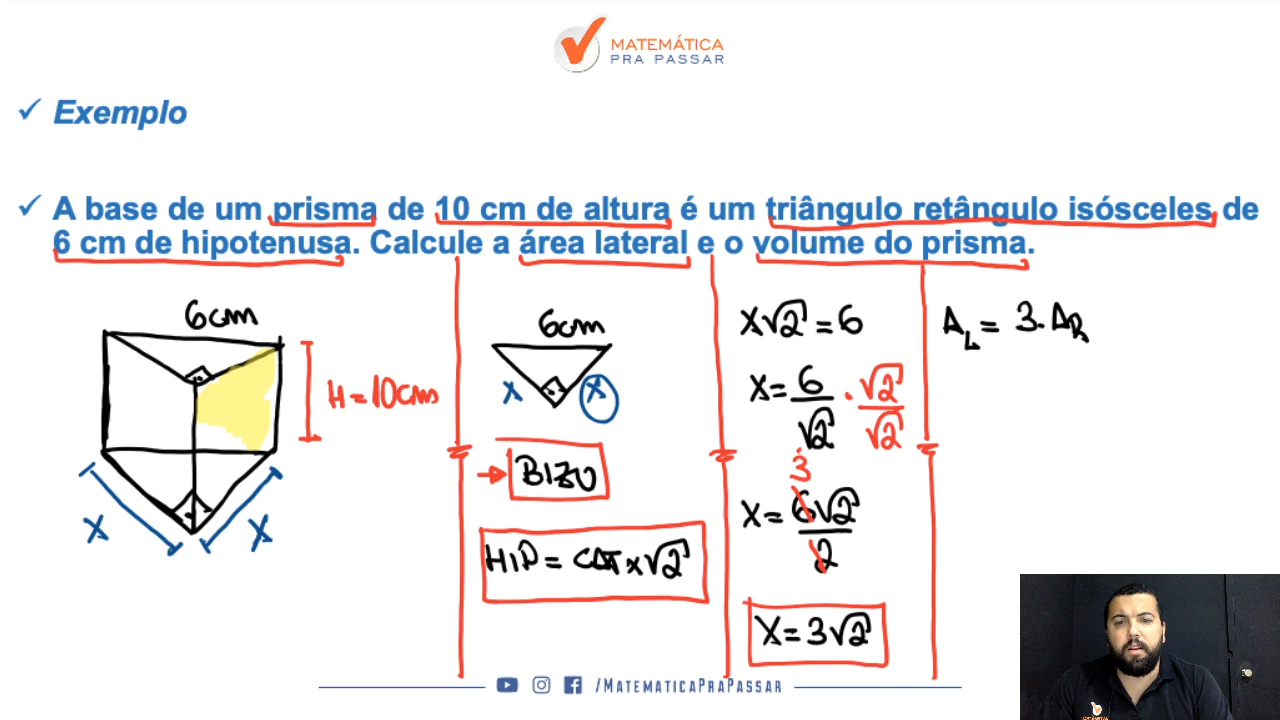 MATEMÁTICA
PRA PASSAR
✓ Exemplo
✓ A base de um prisma de 10 cm de altura é um triângulo retângulo isósceles de
6 cm de hipotenusa. Calcule a área lateral e o volume do prisma.
6cm
H = 10cm
X
X
6cm
X
X
BIZU
HIP = CAT x √2
X√2 = 6
X = 6/√2 · √2/√2
3
X = 6√2/2
X = 3√2
A_L = 3. A_R
/MATEMATICAPRAPASSAR